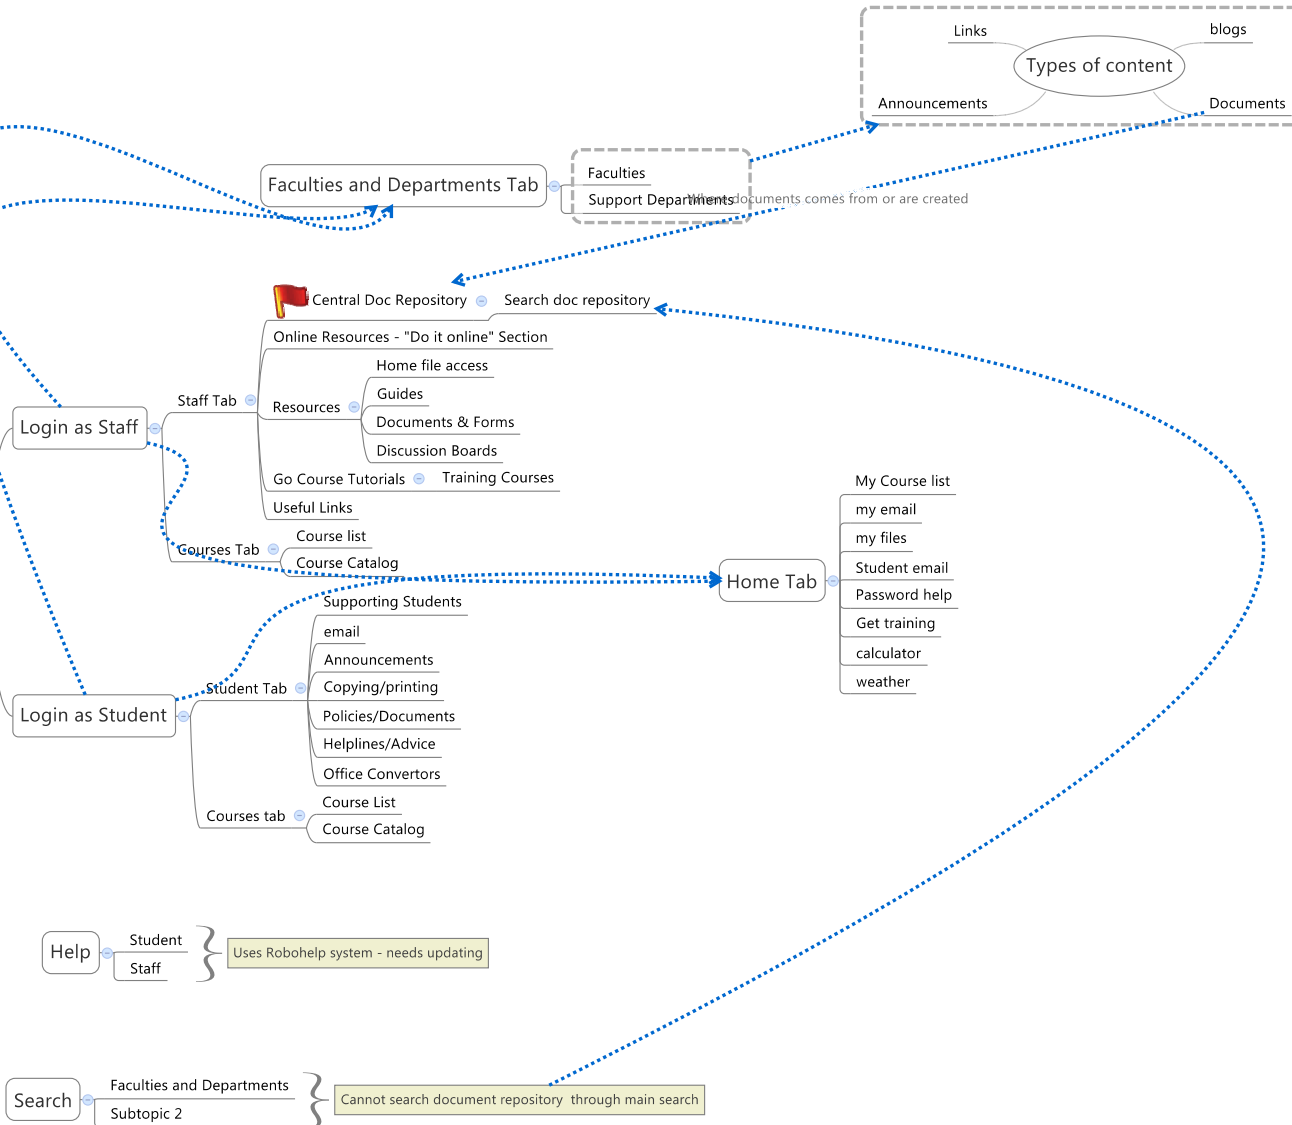 Links
blogs
Types of content
Announcements
Documents
Faculties and Departments Tab
Faculties
Support Departments
Where documents comes from or are created
Central Doc Repository
Search doc repository
Online Resources - "Do it online" Section
Home file access
Guides
Staff Tab
Resources
Documents & Forms
Login as Staff
Discussion Boards
Go Course Tutorials
Training Courses
Useful Links
Courses Tab
Course list
Course Catalog
My Course list
my email
my files
Student email
Home Tab
Password help
Get training
calculator
weather
Supporting Students
email
Announcements
Student Tab
Copying/printing
Login as Student
Policies/Documents
Helplines/Advice
Office Convertors
Courses tab
Course List
Course Catalog
Help
Student
Staff
Uses Robohelp system - needs updating
Search
Faculties and Departments
Subtopic 2
Cannot search document repository  through main search